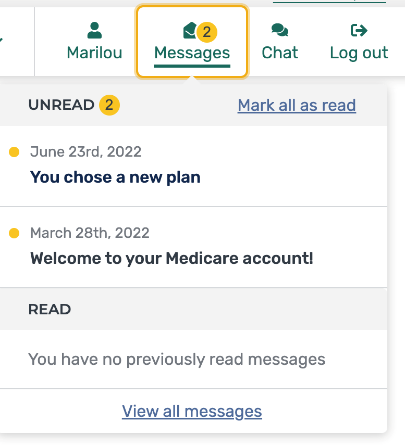 Marilou
2
Messages
Chat
Log out
UNREAD 2
Mark all as read
June 23rd, 2022
You chose a new plan
March 28th, 2022
Welcome to your Medicare account!
READ
You have no previously read messages
View all messages